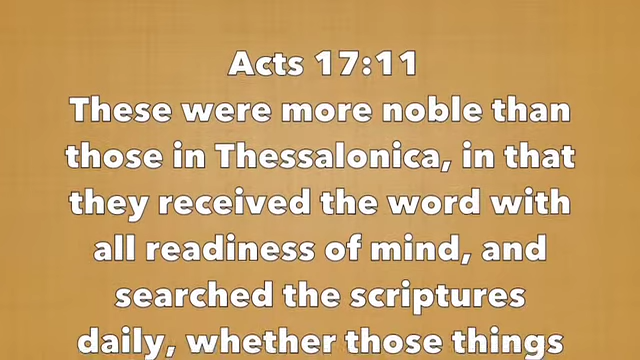 Acts 17:11
These were more noble than
those in Thessalonica, in that
they received the word with
all readiness of mind, and
searched the scriptures
daily, whether those things